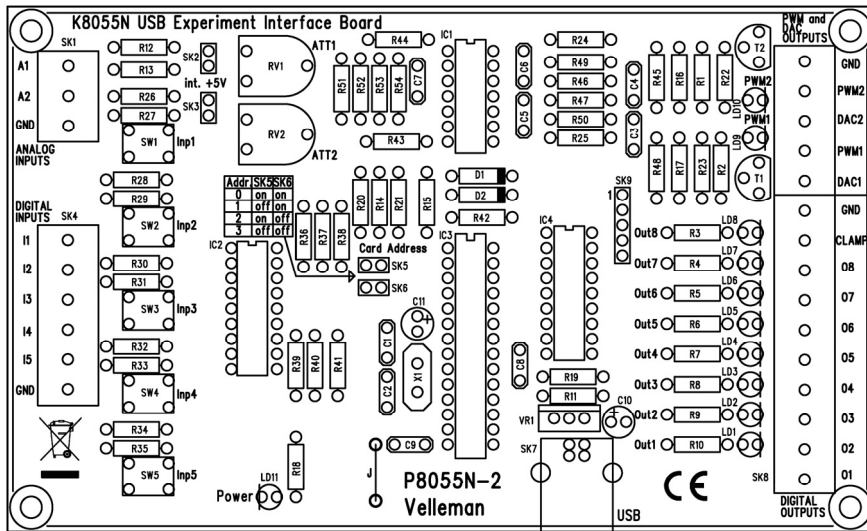 K8055N USB Experiment Interface Board
SK1
A1
A2
GND
ANALOG
INPUTS
R12
R13
R26
R27
SK2
int. +5V
SK3
SW1
Inp1
RV1
ATT1
RV2
ATT2
R44
R51
R52
R53
R54
C7
R43
IC1
C6
C5
R24
R49
R46
R47
R50
R25
C4
C3
R45
R16
R1
R22
T2
LD10
PWM2
PWM1
LD9
R48
R17
R23
R2
T1
PWM and
DAC
OUTPUTS
GND
PWM2
DAC2
PWM1
DAC1
GND
CLAMP
O8
O7
O6
O5
O4
O3
O2
O1
SK8
DIGITAL
OUTPUTS
DIGITAL
INPUTS
SK4
I1
I2
I3
I4
I5
GND
R28
R29
SW2
Inp2
R30
R31
SW3
Inp3
R32
R33
SW4
Inp4
R34
R35
SW5
Inp5
Addr. SK5 SK6
0 on on
1 off on
2 on off
3 off off
IC2
R36
R37
R38
R20
R14
R21
R15
Card Address
SK5
SK6
D1
D2
R42
IC3
IC4
SK9
1
C11
+
C1
C2
X1
R39
R40
R41
R18
LD11
Power
J
C9
C8
R19
R11
VR1
C10
+
SK7
USB
Out8 R3 LD8
Out7 R4 LD7
Out6 R5 LD6
Out5 R6 LD5
Out4 R7 LD4
Out3 R8 LD3
Out2 R9 LD2
Out1 R10 LD1
P8055N-2
Velleman
CE